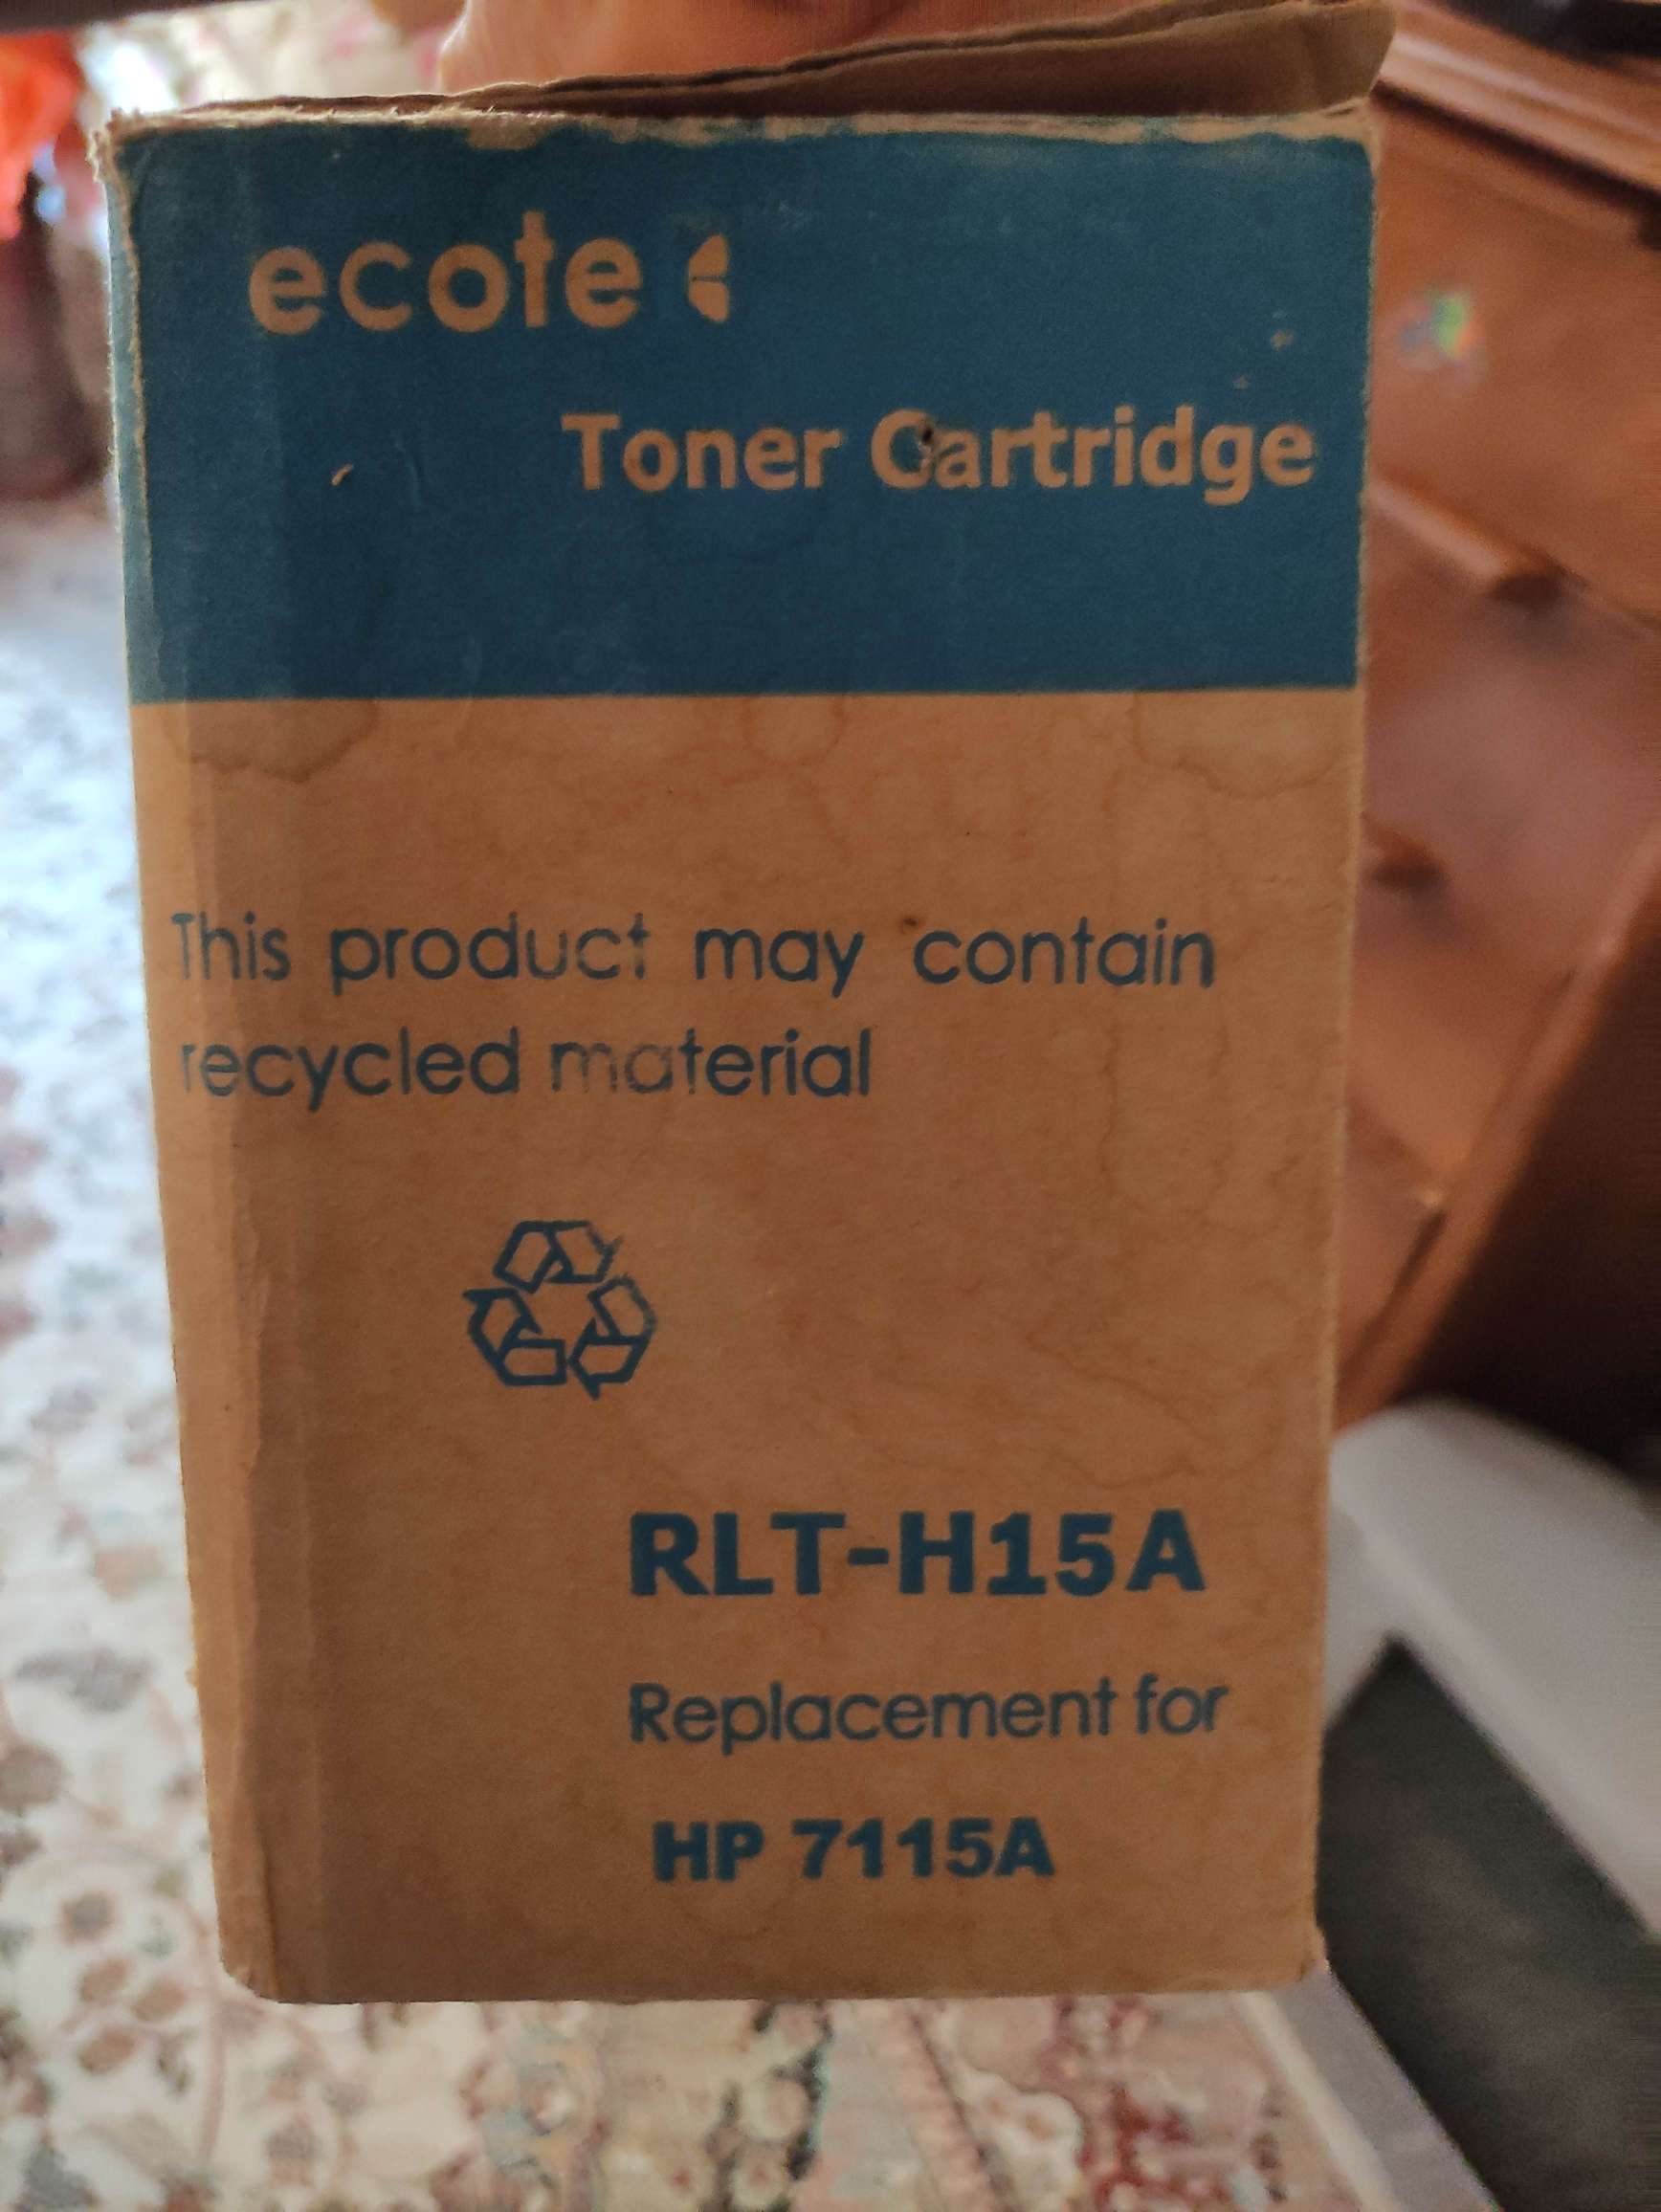 ecote
Toner Cartridge
This product may contain
recycled material
RLT-H15A
Replacement for
HP 7115A